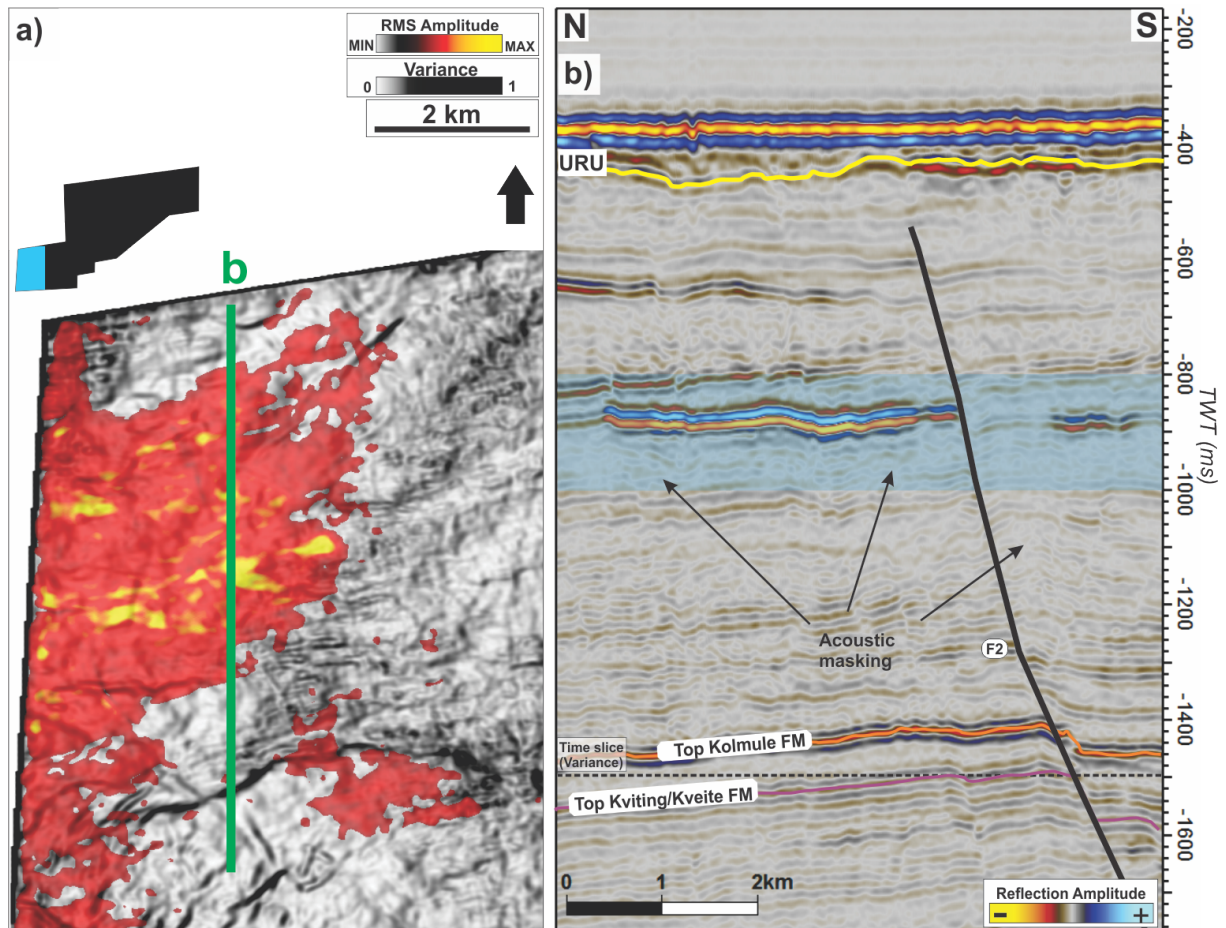 a)
RMS Amplitude
MIN MAX
Variance
0 1
2 km
b
N S
b)
URU
Acoustic
masking
F2
Time slice
(Variance)
Top Kolmule FM
Top Kviting/Kveite FM
0 1 2km
Reflection Amplitude
- +
-200
-400
-600
-800
-1000
-1200
-1400
-1600
TWT (ms)